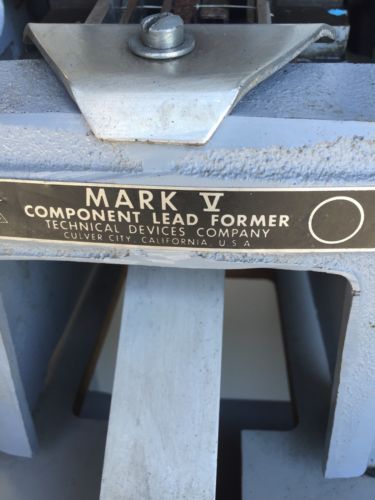 MARK V
COMPONENT LEAD FORMER
TECHNICAL DEVICES COMPANY
CULVER CITY, CALIFORNIA, U.S.A